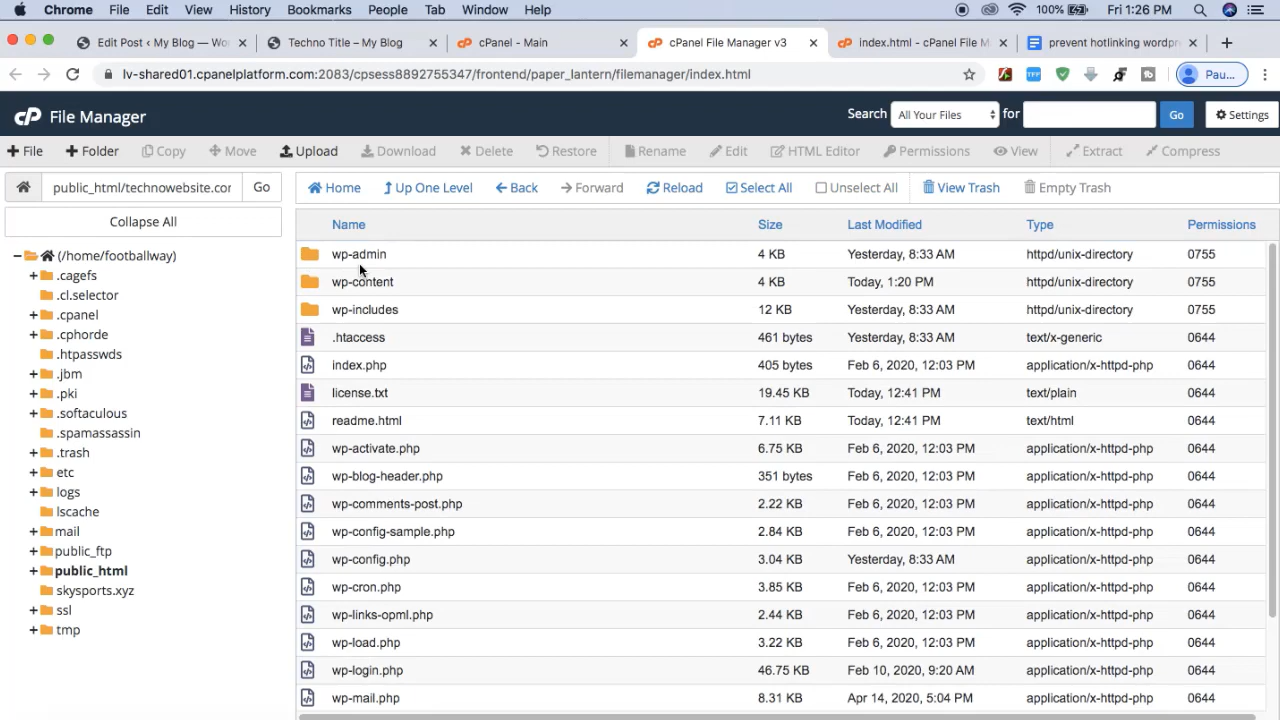 Chrome File Edit View History Bookmarks People Tab Window Help 100% Fri 1:26 PM
Edit Post ‹ My Blog — Wo Techno Title – My Blog cPanel - Main cPanel File Manager v3 index.html - cPanel File M prevent hotlinking wordpr
lv-shared01.cpanelplatform.com:2083/cpsess8892755347/frontend/paper_lantern/filemanager/index.html Pau...
cP File Manager Search All Your Files for Go Settings
File Folder Copy Move Upload Download Delete Restore Rename Edit HTML Editor Permissions View Extract Compress
public_html/technowebsite.cor Go Home Up One Level Back Forward Reload Select All Unselect All View Trash Empty Trash
Collapse All
(/home/footballway)
.cagefs
.cl.selector
.cpanel
.cphorde
.htpasswds
.jbm
.pki
.softaculous
.spamassassin
.trash
etc
logs
lscache
mail
public_ftp
public_html
skysports.xyz
ssl
tmp
Name Size Last Modified Type Permissions
wp-admin 4 KB Yesterday, 8:33 AM httpd/unix-directory 0755
wp-content 4 KB Today, 1:20 PM httpd/unix-directory 0755
wp-includes 12 KB Yesterday, 8:33 AM httpd/unix-directory 0755
.htaccess 461 bytes Yesterday, 8:33 AM text/x-generic 0644
index.php 405 bytes Feb 6, 2020, 12:03 PM application/x-httpd-php 0644
license.txt 19.45 KB Today, 12:41 PM text/plain 0644
readme.html 7.11 KB Today, 12:41 PM text/html 0644
wp-activate.php 6.75 KB Feb 6, 2020, 12:03 PM application/x-httpd-php 0644
wp-blog-header.php 351 bytes Feb 6, 2020, 12:03 PM application/x-httpd-php 0644
wp-comments-post.php 2.22 KB Feb 6, 2020, 12:03 PM application/x-httpd-php 0644
wp-config-sample.php 2.84 KB Feb 6, 2020, 12:03 PM application/x-httpd-php 0644
wp-config.php 3.04 KB Yesterday, 8:33 AM application/x-httpd-php 0644
wp-cron.php 3.85 KB Feb 6, 2020, 12:03 PM application/x-httpd-php 0644
wp-links-opml.php 2.44 KB Feb 6, 2020, 12:03 PM application/x-httpd-php 0644
wp-load.php 3.22 KB Feb 6, 2020, 12:03 PM application/x-httpd-php 0644
wp-login.php 46.75 KB Feb 10, 2020, 9:20 AM application/x-httpd-php 0644
wp-mail.php 8.31 KB Apr 14, 2020, 5:04 PM application/x-httpd-php 0644